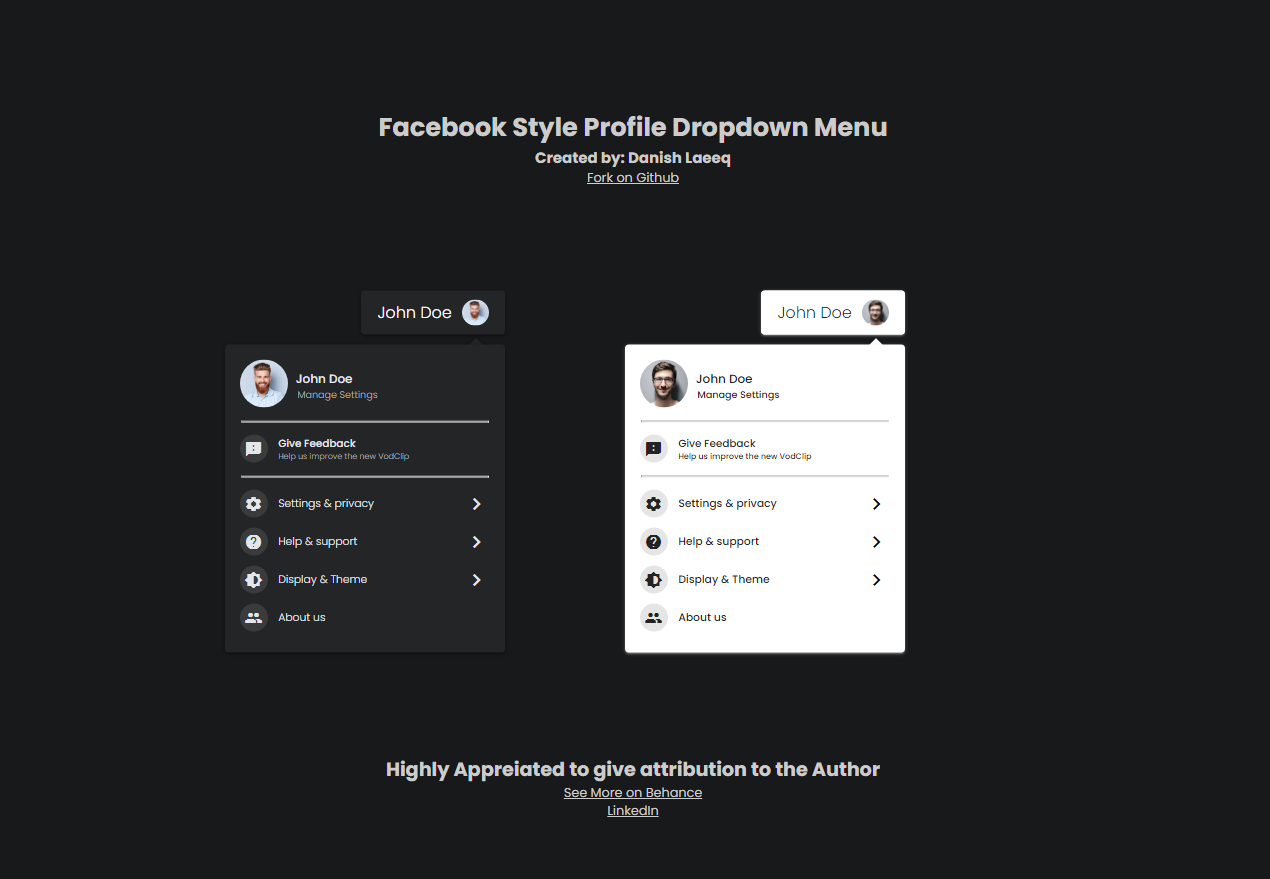 Facebook Style Profile Dropdown Menu
Created by: Danish Laeeq
Fork on Github
John Doe
John Doe
Manage Settings
Give Feedback
Help us improve the new VodClip
Settings & privacy
Help & support
Display & Theme
About us
John Doe
John Doe
Manage Settings
Give Feedback
Help us improve the new VodClip
Settings & privacy
Help & support
Display & Theme
About us
Highly Appreiated to give attribution to the Author
See More on Behance
LinkedIn